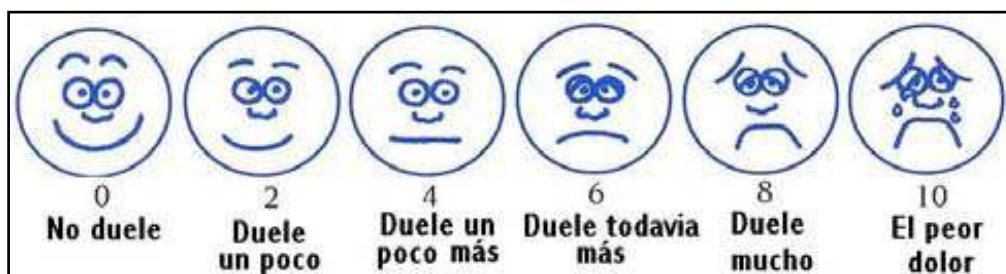 0
No duele
2
Duele
un poco
4
Duele un
poco más
6
Duele todavia
más
8
Duele
mucho
10
El peor
dolor